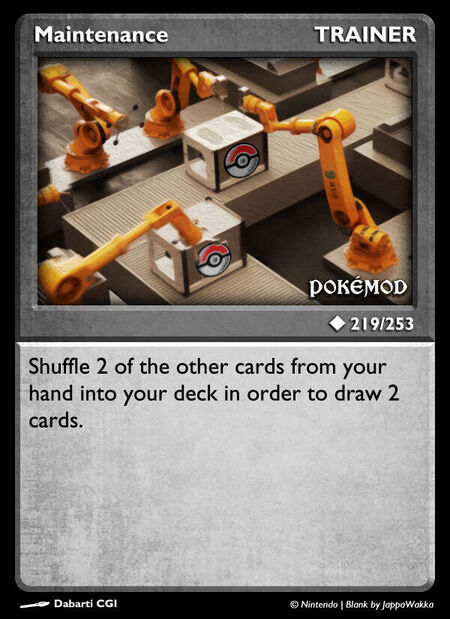 Maintenance TRAINER
POKÉMOD
◆ 219/253
Shuffle 2 of the other cards from your
hand into your deck in order to draw 2
cards.
Dabarti CGI © Nintendo | Blank by JappaWakka